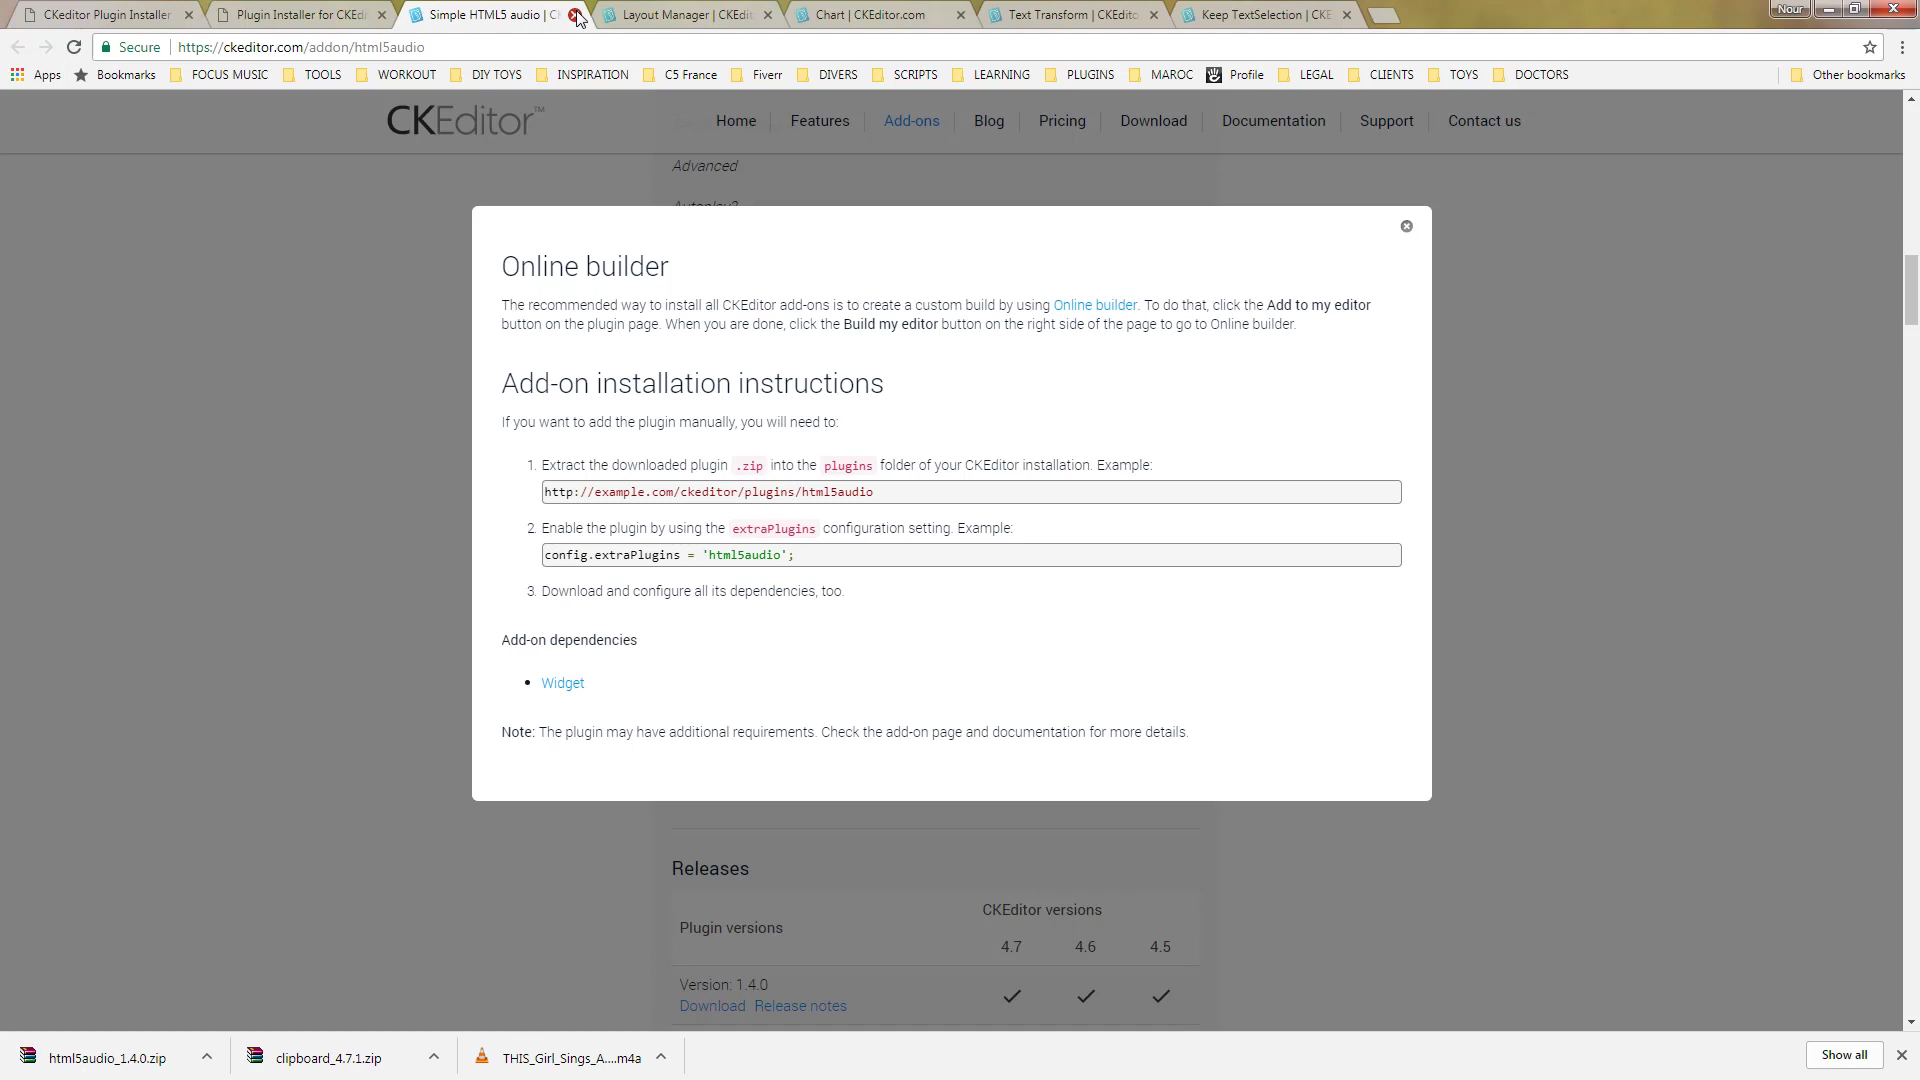 CKeditor Plugin Installer
Plugin Installer for CKEdi
Simple HTML5 audio | C
Layout Manager | CKEdit
Chart | CKEditor.com
Text Transform | CKEdito
Keep TextSelection | CKE
Nour
Secure
https://ckeditor.com/addon/html5audio
Apps
Bookmarks
FOCUS MUSIC
TOOLS
WORKOUT
DIY TOYS
INSPIRATION
C5 France
Fiverr
DIVERS
SCRIPTS
LEARNING
PLUGINS
MAROC
Profile
LEGAL
CLIENTS
TOYS
DOCTORS
Other bookmarks
CKEditor™
Home
Features
Add-ons
Blog
Pricing
Download
Documentation
Support
Contact us
Advanced
Autoplay?
Online builder
The recommended way to install all CKEditor add-ons is to create a custom build by using Online builder. To do that, click the Add to my editor
button on the plugin page. When you are done, click the Build my editor button on the right side of the page to go to Online builder.
Add-on installation instructions
If you want to add the plugin manually, you will need to:
1. Extract the downloaded plugin .zip into the plugins folder of your CKEditor installation. Example:
http://example.com/ckeditor/plugins/html5audio
2. Enable the plugin by using the extraPlugins configuration setting. Example:
config.extraPlugins = 'html5audio';
3. Download and configure all its dependencies, too.
Add-on dependencies
• Widget
Note: The plugin may have additional requirements. Check the add-on page and documentation for more details.
Releases
Plugin versions
CKEditor versions
4.7 4.6 4.5
Version: 1.4.0
Download Release notes
html5audio_1.4.0.zip
clipboard_4.7.1.zip
THIS_Girl_Sings_A....m4a
Show all